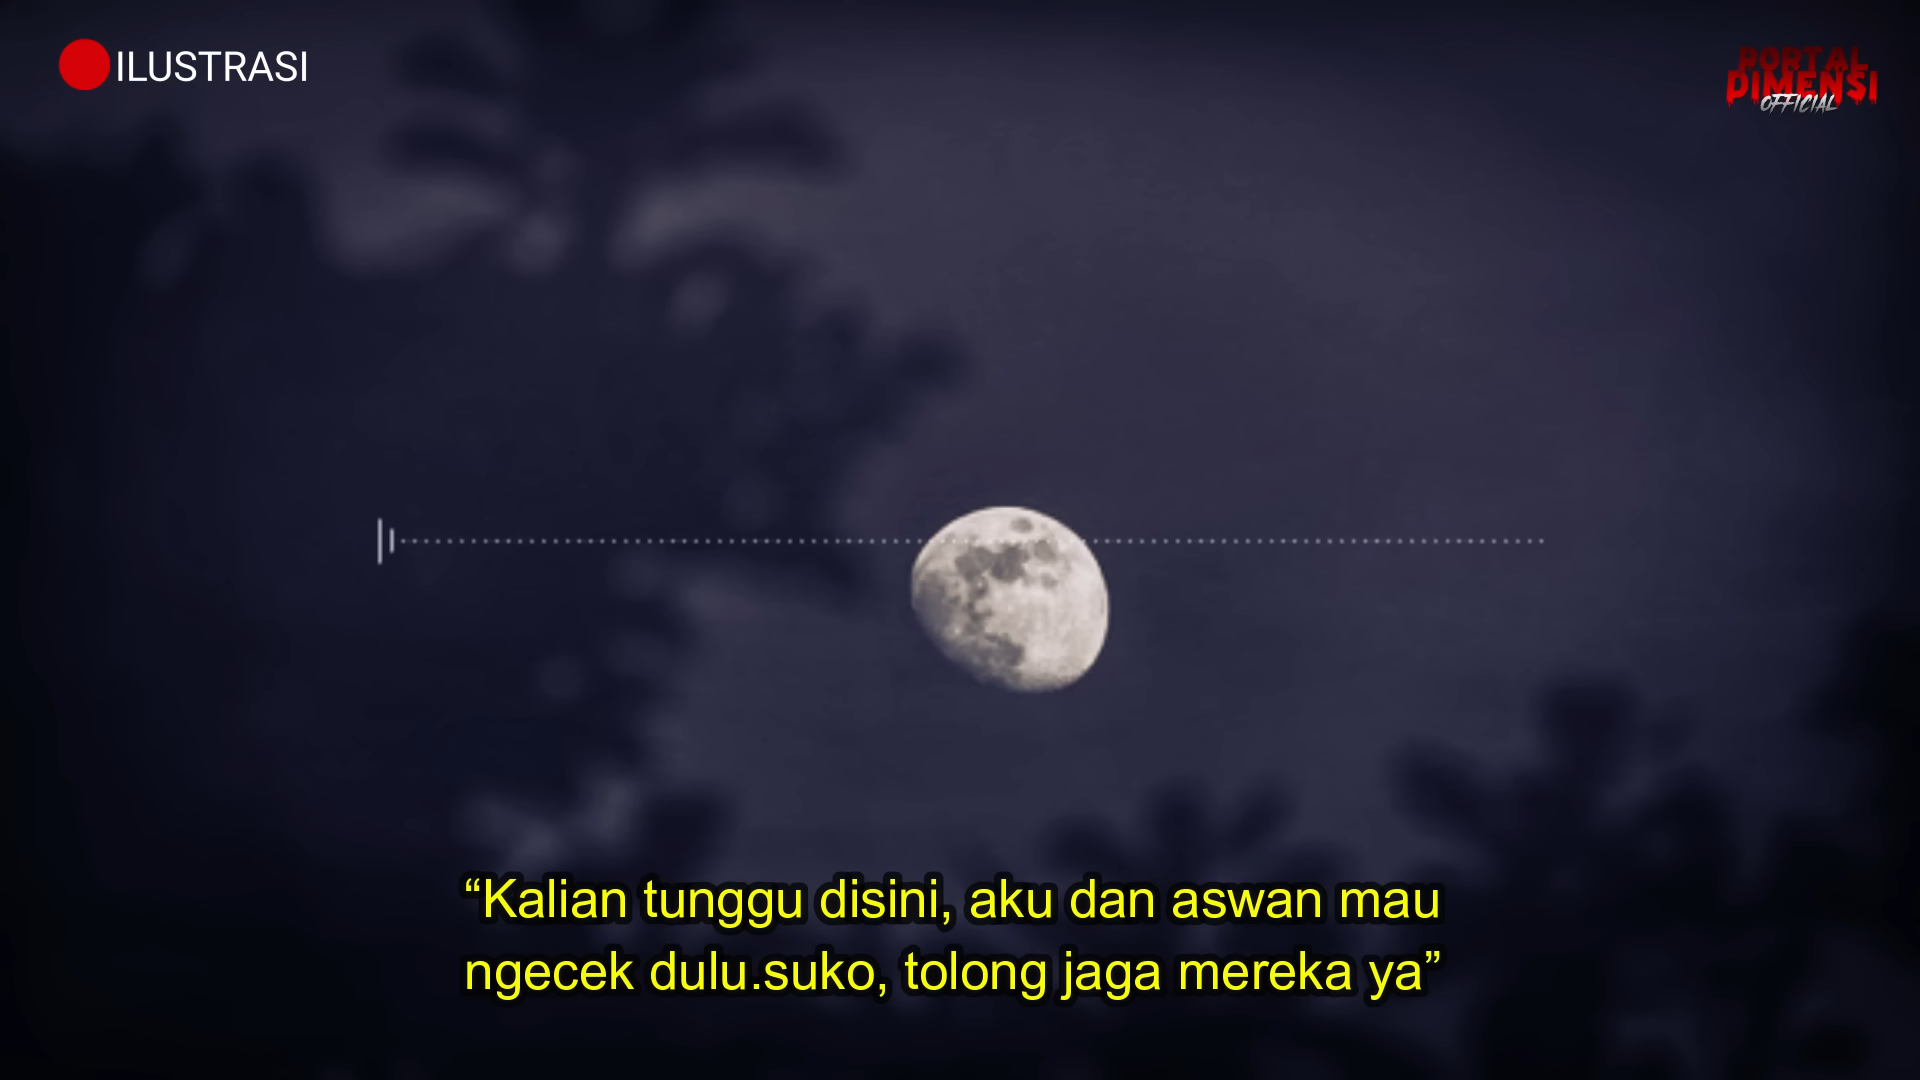 ILUSTRASI
PORTAL
DIMENSI
OFFICIAL
“Kalian tunggu disini, aku dan aswan mau
ngecek dulu.suko, tolong jaga mereka ya”